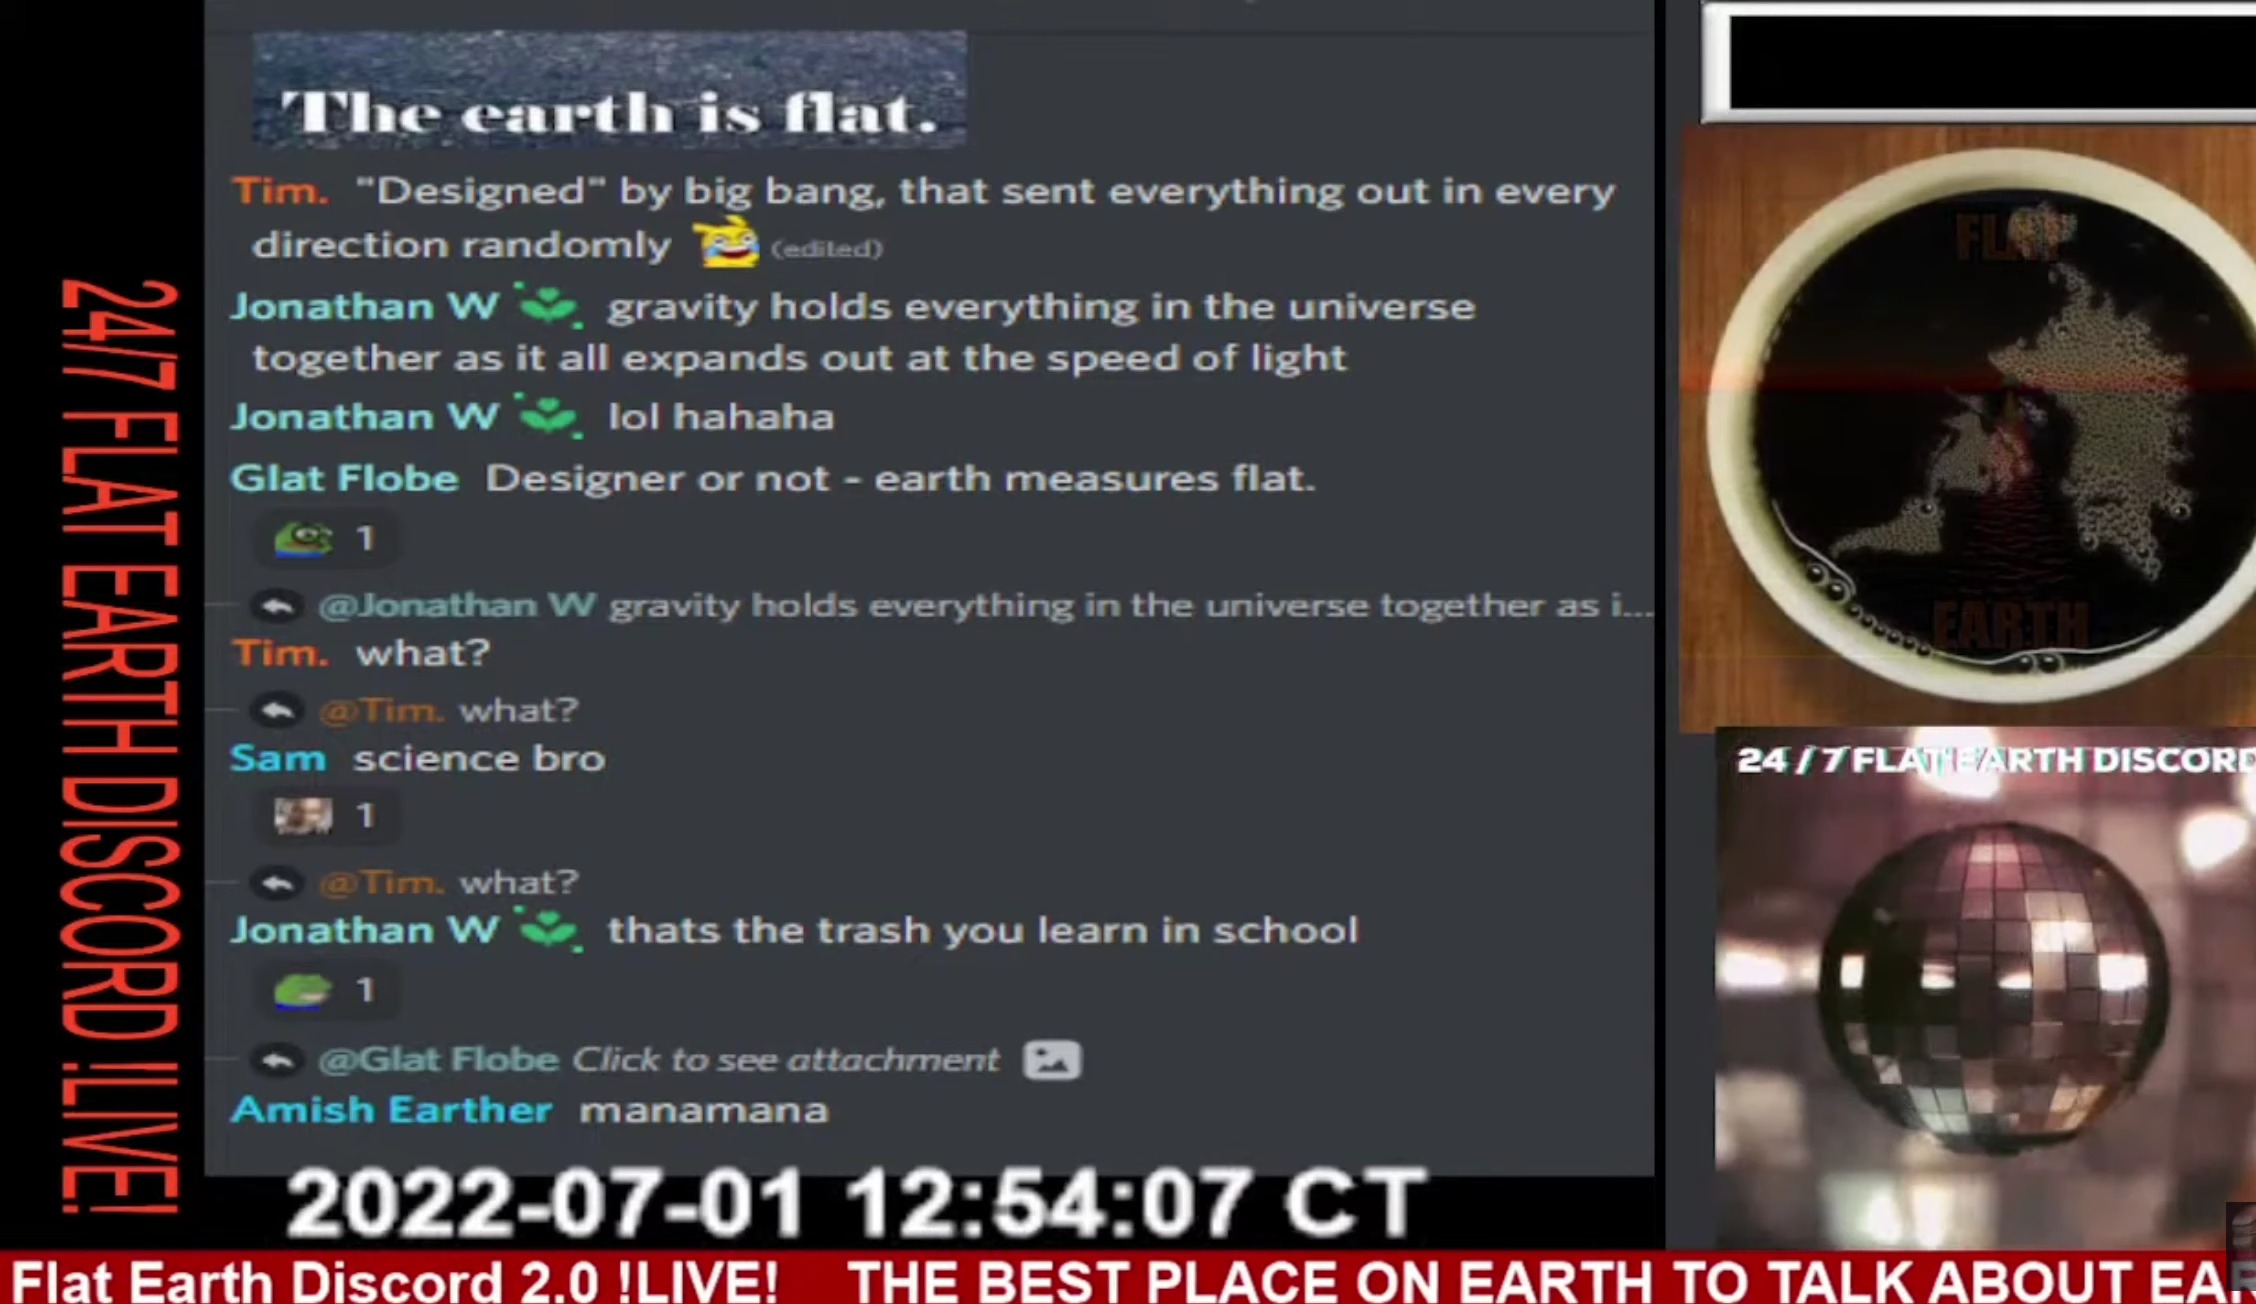 The earth is flat.
Tim. "Designed" by big bang, that sent everything out in every
direction randomly (edited)
Jonathan W gravity holds everything in the universe
together as it all expands out at the speed of light
Jonathan W lol hahaha
Glat Flobe Designer or not - earth measures flat.
1
@Jonathan W gravity holds everything in the universe together as i...
Tim. what?
@Tim. what?
Sam science bro
1
@Tim. what?
Jonathan W thats the trash you learn in school
1
@Glat Flobe Click to see attachment
Amish Earther manamana
24/7 FLAT EARTH DISCORD !LIVE!
FLAT
EARTH
24 / 7 FLAT EARTH DISCORD
2022-07-01 12:54:07 CT
Flat Earth Discord 2.0 !LIVE! THE BEST PLACE ON EARTH TO TALK ABOUT EAR